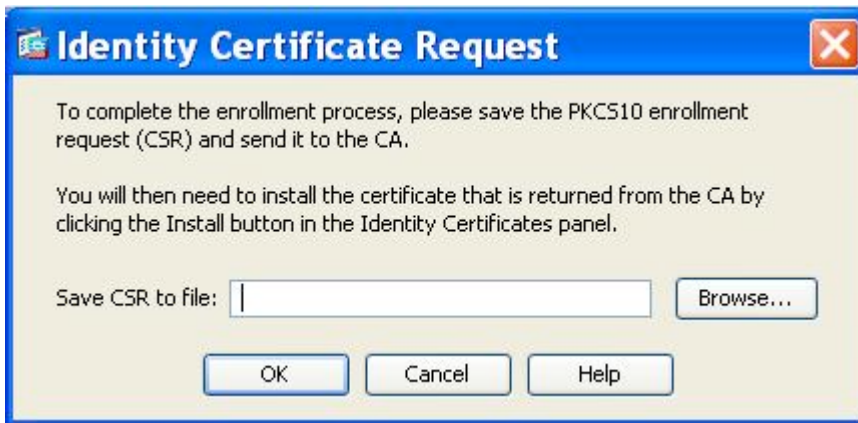 Identity Certificate Request
To complete the enrollment process, please save the PKCS10 enrollment
request (CSR) and send it to the CA.
You will then need to install the certificate that is returned from the CA by
clicking the Install button in the Identity Certificates panel.
Save CSR to file: Browse...
OK Cancel Help